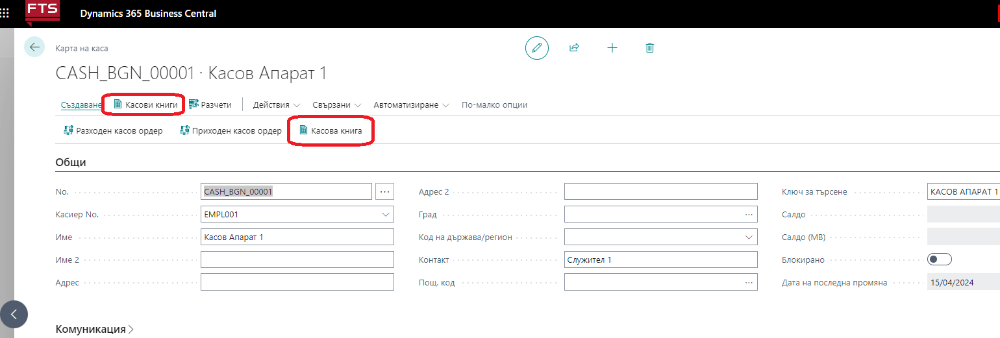 FTS Dynamics 365 Business Central
Карта на каса
CASH_BGN_00001 · Касов Апарат 1
Създаване Касови книги Разчети Действия Свързани Автоматизиране По-малко опции
Разходен касов ордер Приходен касов ордер Касова книга
Общи
No. CASH_BGN_00001 ... Адрес 2 Ключ за търсене КАСОВ АПАРАТ 1
Касиер No. EMPL001 Град ... Салдо
Име Касов Апарат 1 Код на държава/регион Салдо (МВ)
Име 2 Контакт Служител 1 Блокирано
Адрес Пощ. код ... Дата на последна промяна 15/04/2024
Комуникация